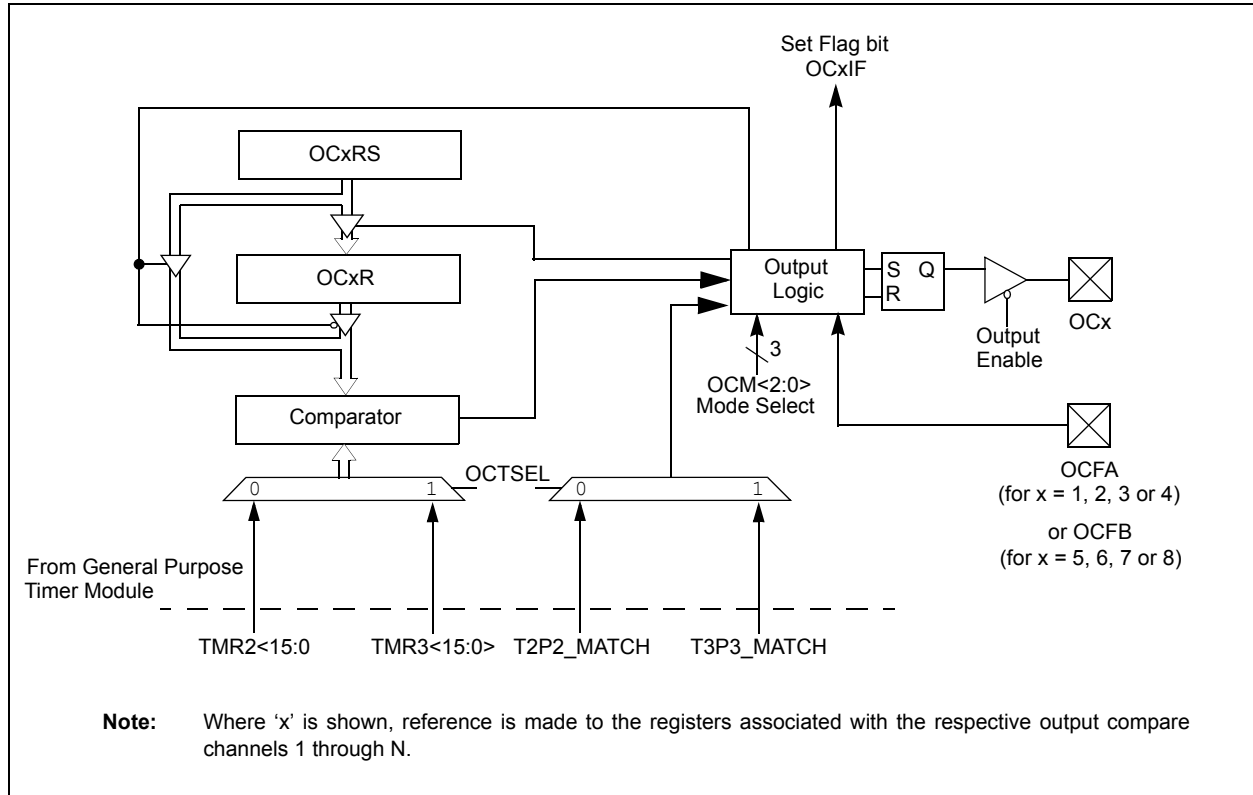 Set Flag bit
OCxIF
OCxRS
OCxR
Output
Logic
S Q
R
OCx
Output
Enable
3
OCM<2:0>
Mode Select
Comparator
OCTSEL
0 1
0 1
OCFA
(for x = 1, 2, 3 or 4)
or OCFB
(for x = 5, 6, 7 or 8)
From General Purpose
Timer Module
TMR2<15:0 TMR3<15:0> T2P2_MATCH T3P3_MATCH
Note: Where ‘x’ is shown, reference is made to the registers associated with the respective output compare
channels 1 through N.